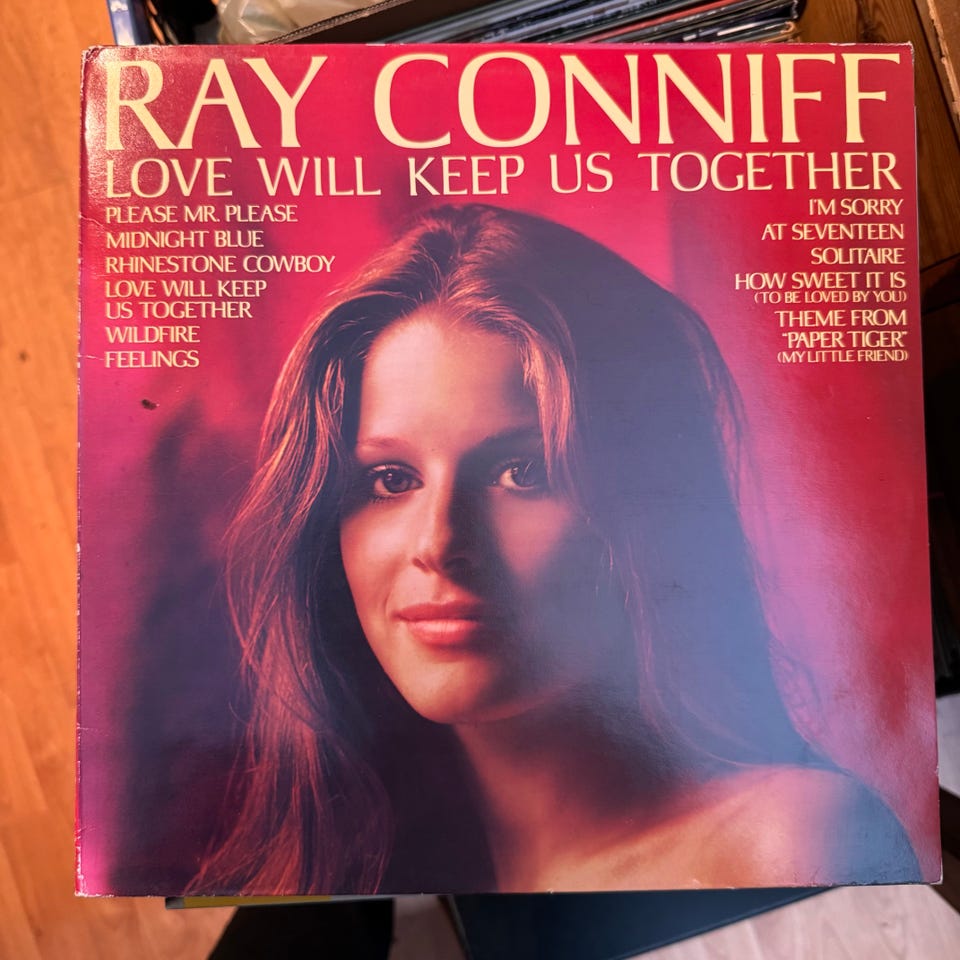 RAY CONNIFF
LOVE WILL KEEP US TOGETHER
PLEASE MR. PLEASE
MIDNIGHT BLUE
RHINESTONE COWBOY
LOVE WILL KEEP
US TOGETHER
WILDFIRE
FEELINGS
I'M SORRY
AT SEVENTEEN
SOLITAIRE
HOW SWEET IT IS
(TO BE LOVED BY YOU)
THEME FROM
"PAPER TIGER"
(MY LITTLE FRIEND)